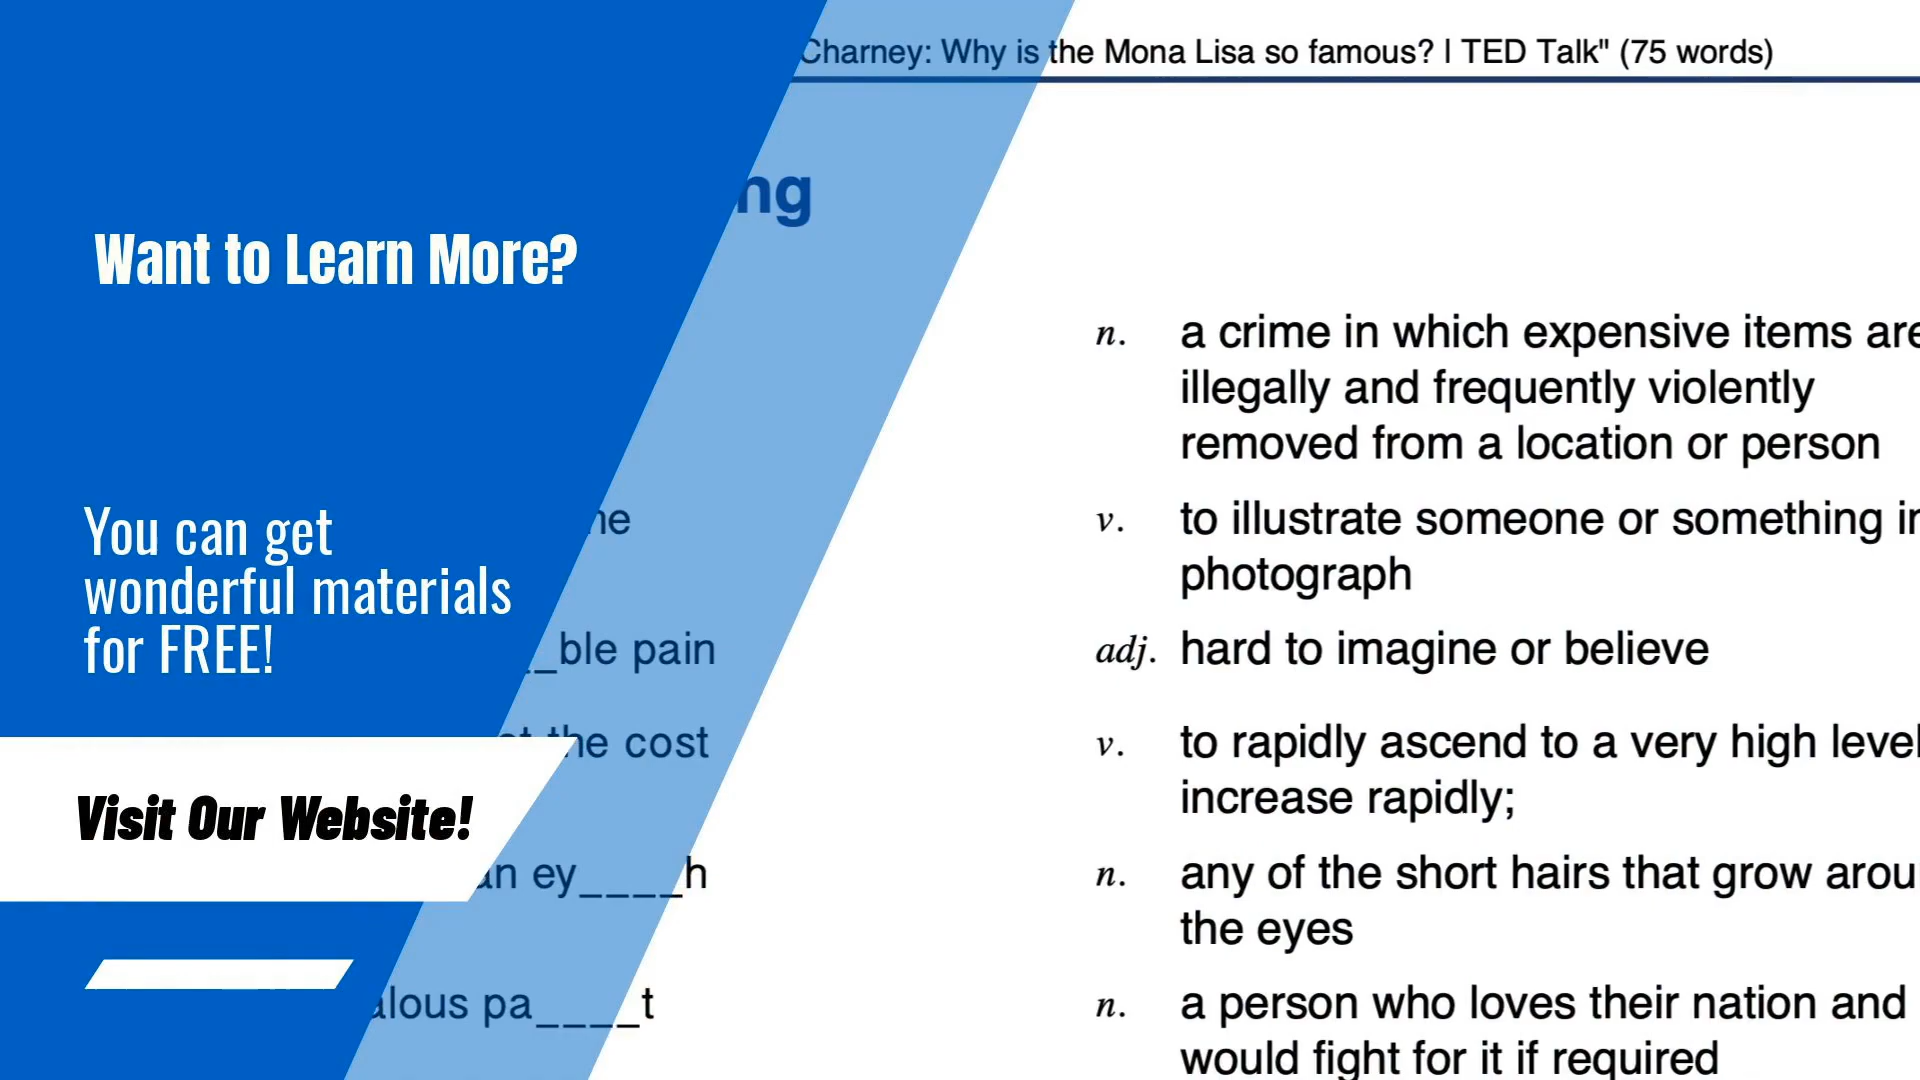 Charney: Why is the Mona Lisa so famous? | TED Talk" (75 words)
ng
Want to Learn More?
You can get
wonderful materials
for FREE!
Visit Our Website!
n. a crime in which expensive items are
illegally and frequently violently
removed from a location or person
v. to illustrate someone or something in
photograph
_ble pain adj. hard to imagine or believe
the cost v. to rapidly ascend to a very high level
increase rapidly;
an ey____h n. any of the short hairs that grow arou
the eyes
alous pa____t n. a person who loves their nation and
would fight for it if required